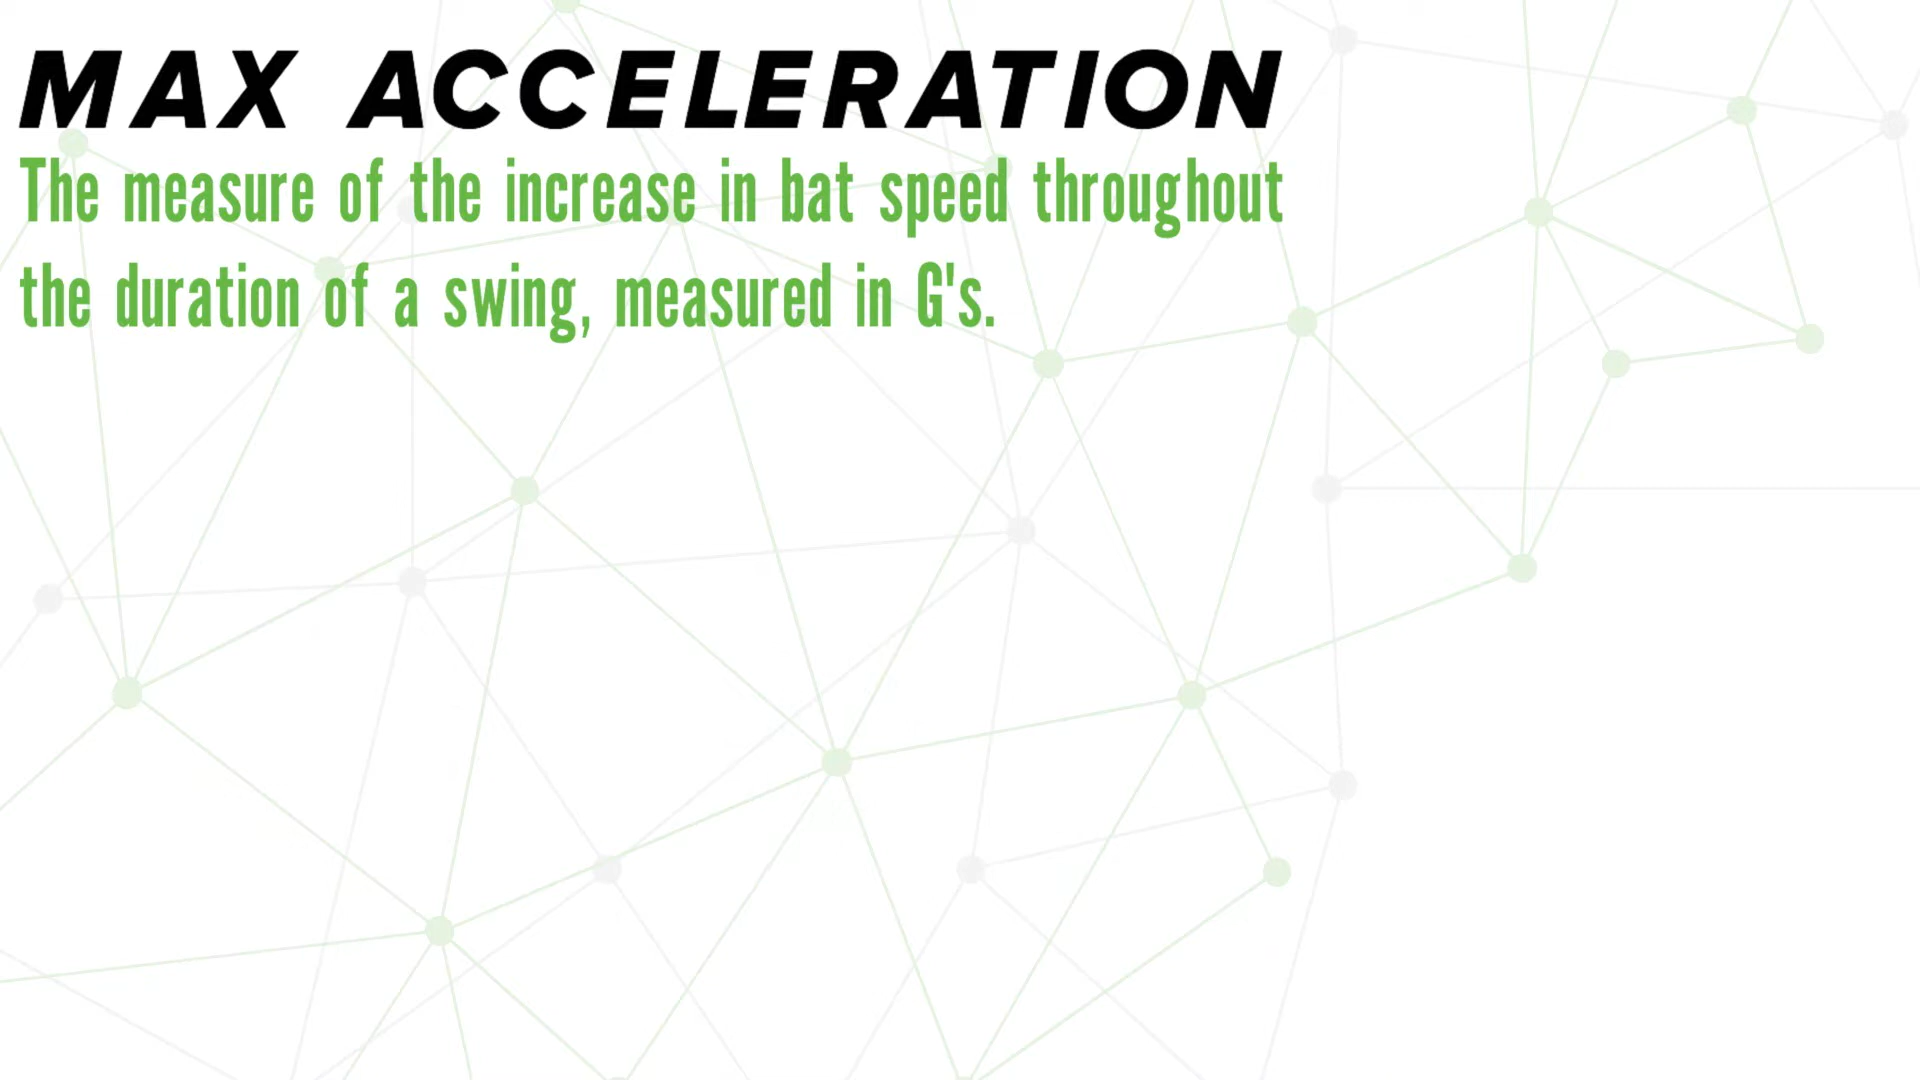 MAX ACCELERATION
The measure of the increase in bat speed throughout
the duration of a swing, measured in G's.